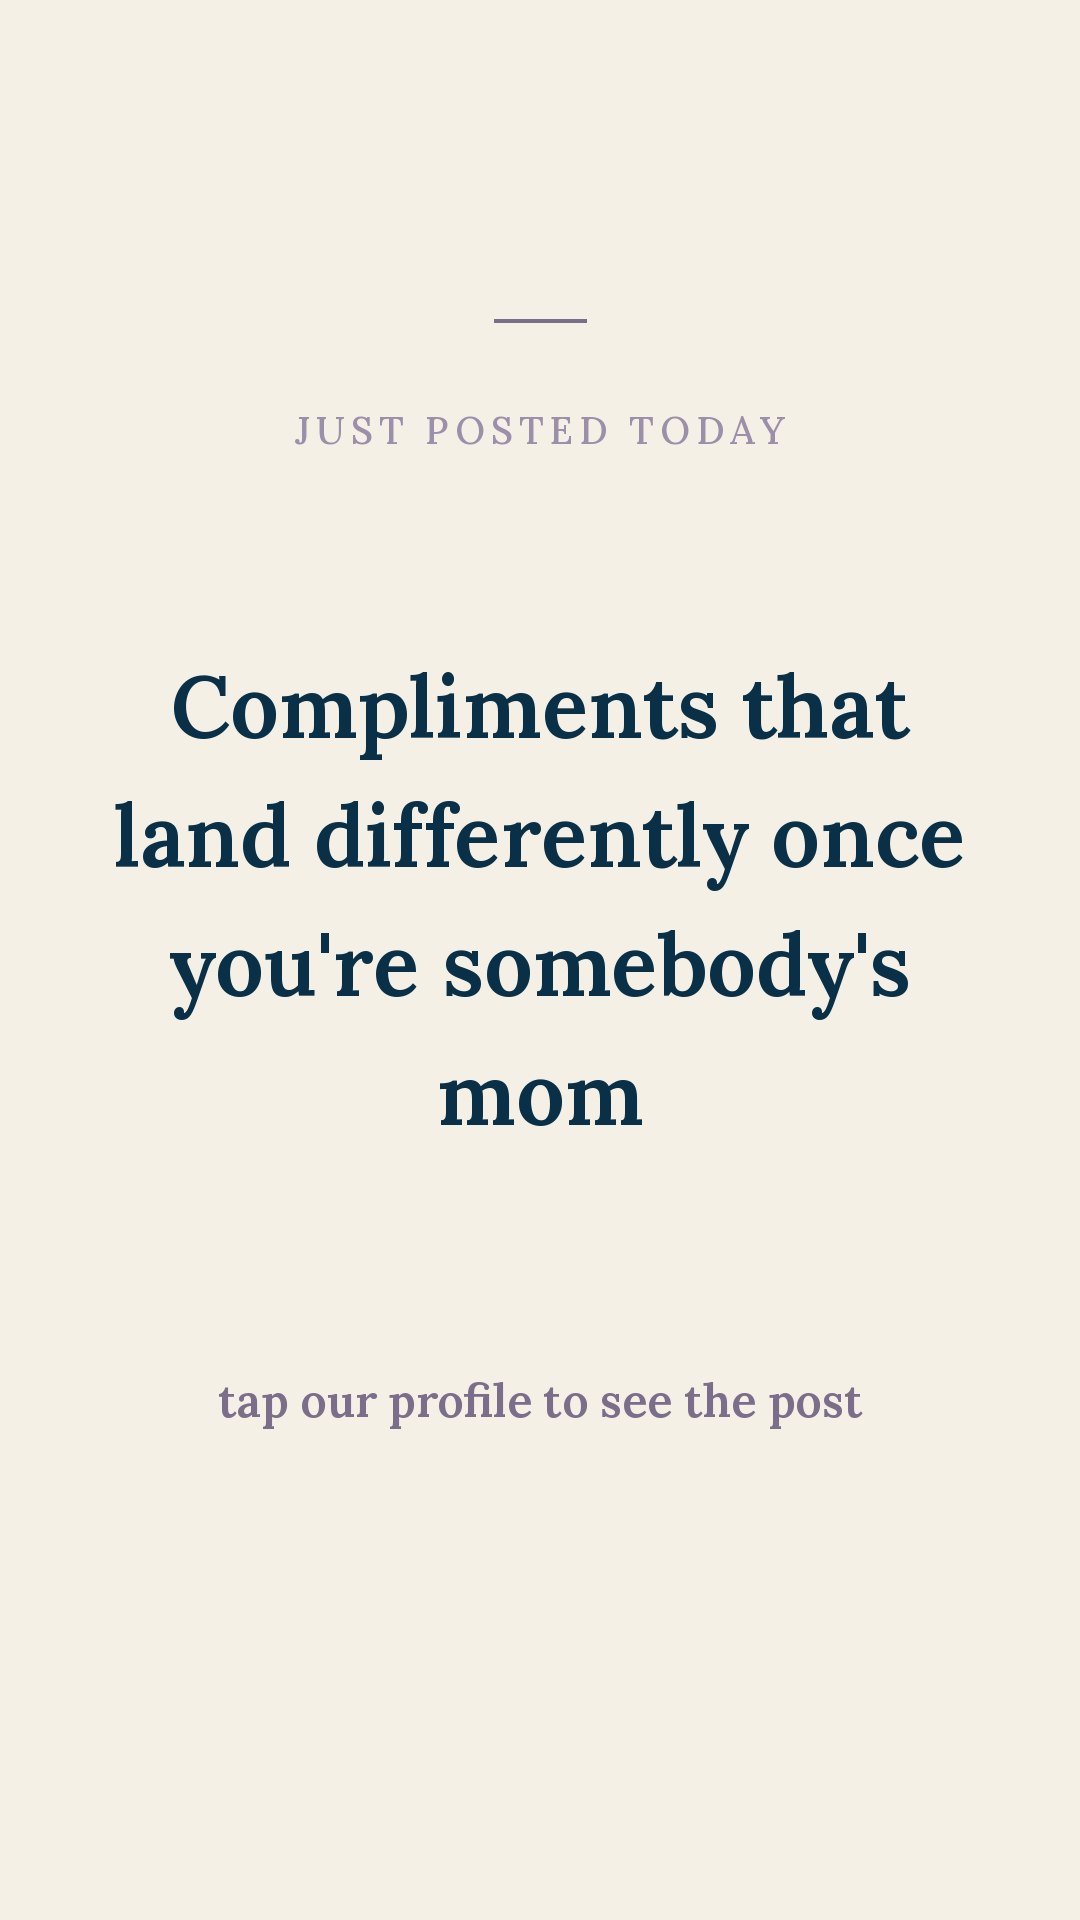 JUST POSTED TODAY
Compliments that
land differently once
you're somebody's
mom
tap our profile to see the post